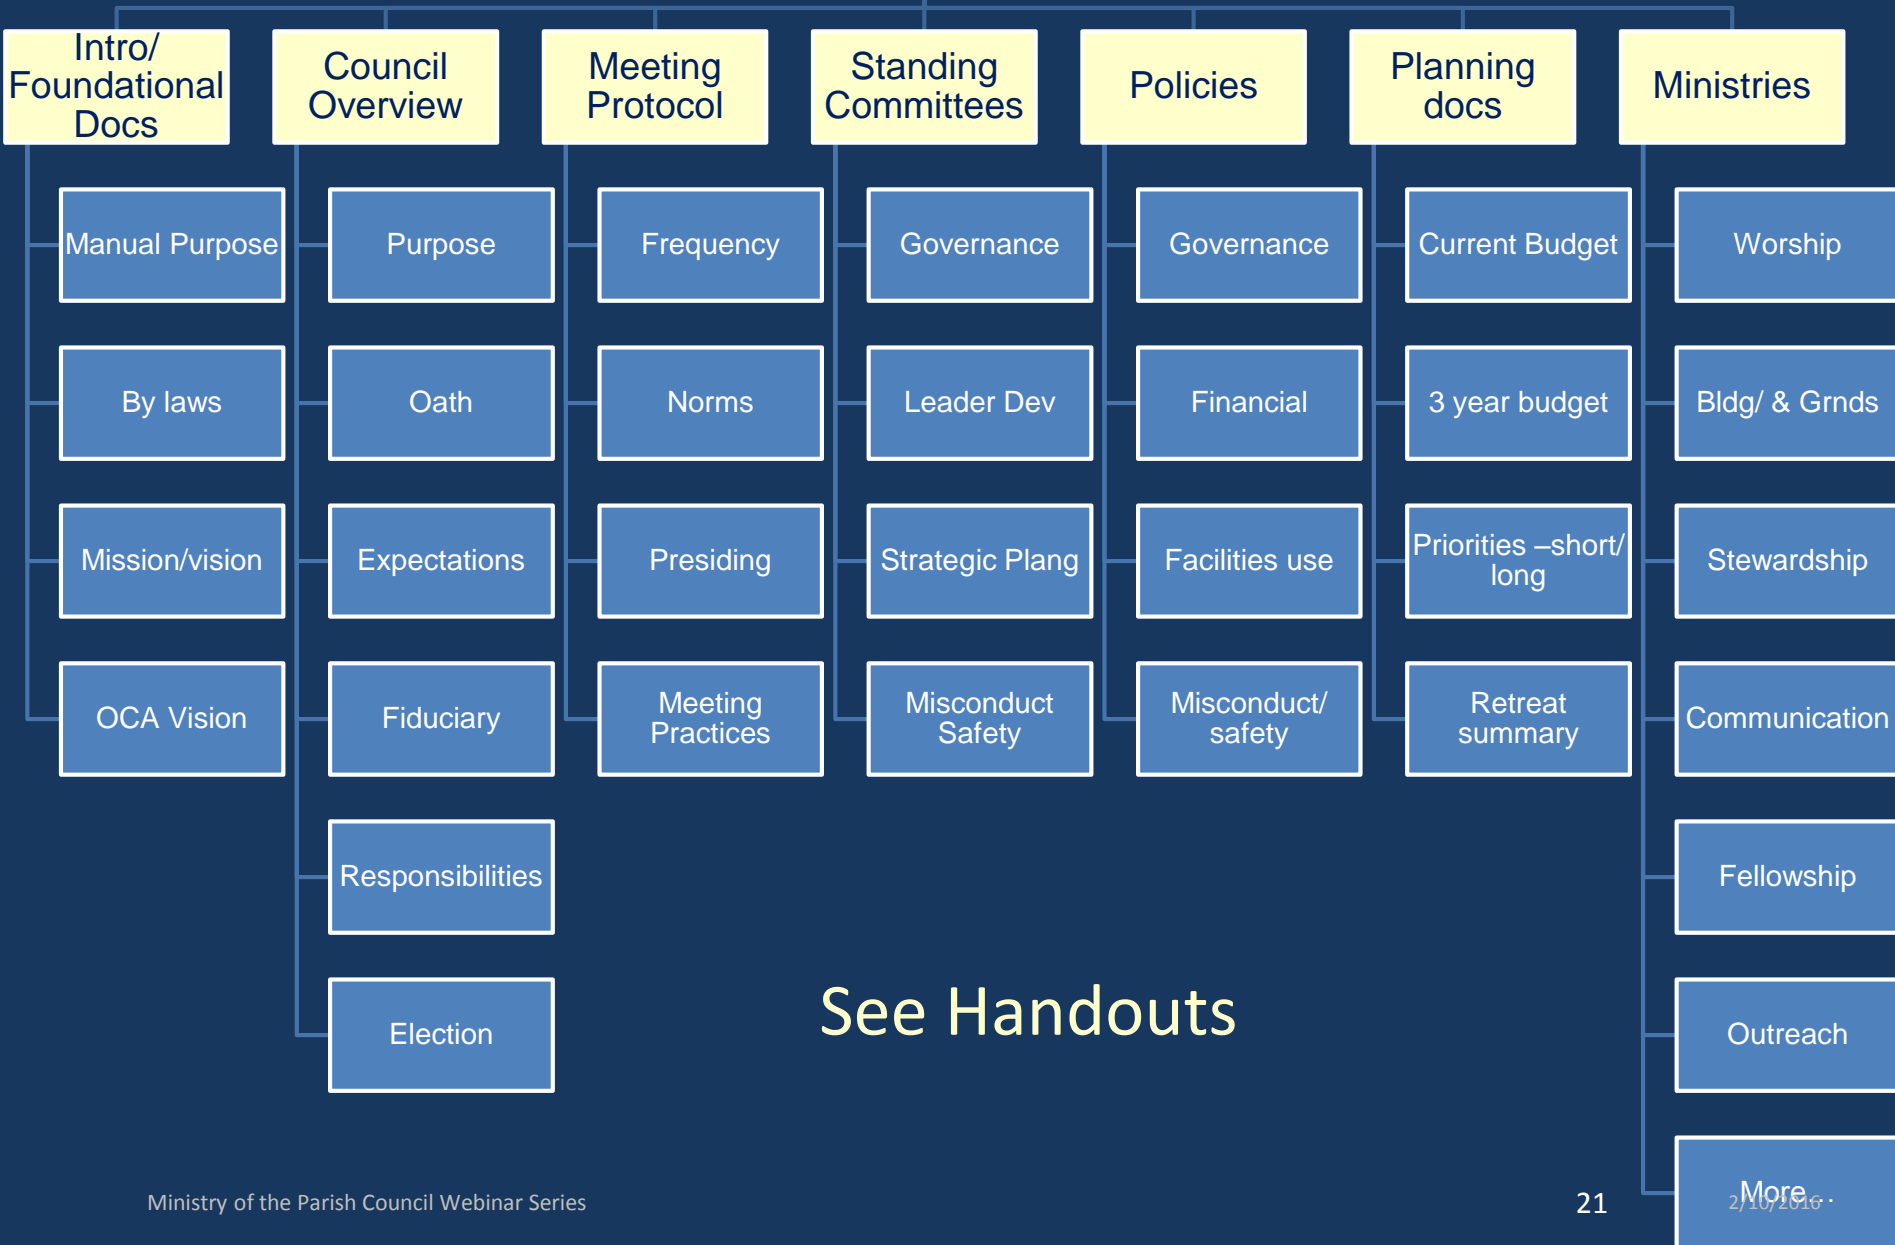 Intro/
Foundational
Docs
Council
Overview
Meeting
Protocol
Standing
Committees
Policies
Planning
docs
Ministries
Manual Purpose
By laws
Mission/vision
OCA Vision
Purpose
Oath
Expectations
Fiduciary
Responsibilities
Election
Frequency
Norms
Presiding
Meeting
Practices
Governance
Leader Dev
Strategic Plang
Misconduct
Safety
Governance
Financial
Facilities use
Misconduct/
safety
Current Budget
3 year budget
Priorities –short/
long
Retreat
summary
Worship
Bldg/ & Grnds
Stewardship
Communication
Fellowship
Outreach
More…
See Handouts
Ministry of the Parish Council Webinar Series
21
2/10/2016